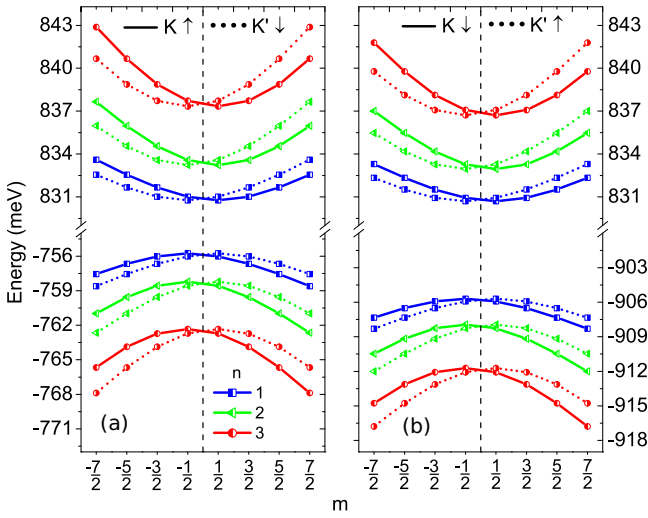 843
840
837
834
831
-756
-759
-762
-765
-768
-771
Energy (meV)
K ↑ K' ↓
n
1
2
3
(a)
-7/2 -5/2 -3/2 -1/2 1/2 3/2 5/2 7/2
K ↓ K' ↑
(b)
-7/2 -5/2 -3/2 -1/2 1/2 3/2 5/2 7/2
843
840
837
834
831
-903
-906
-909
-912
-915
-918
m